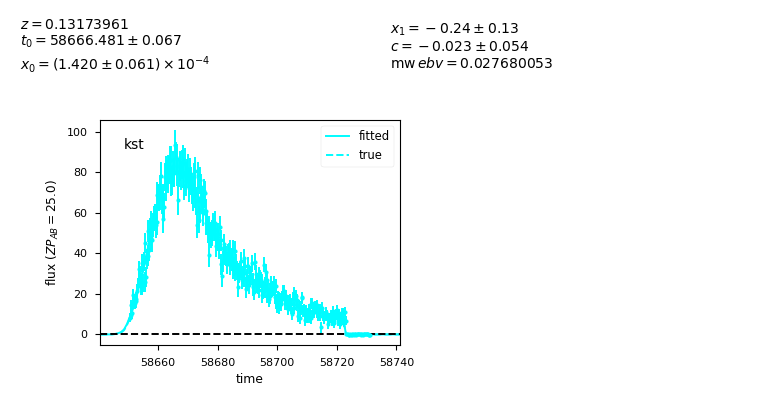 z = 0.13173961
t₀ = 58666.481 ± 0.067
x₀ = (1.420 ± 0.061) × 10⁻⁴
x₁ = −0.24 ± 0.13
c = −0.023 ± 0.054
mw ebv = 0.027680053
kst
fitted
true
flux (ZP_AB = 25.0)
100
80
60
40
20
0
58660 58680 58700 58720 58740
time